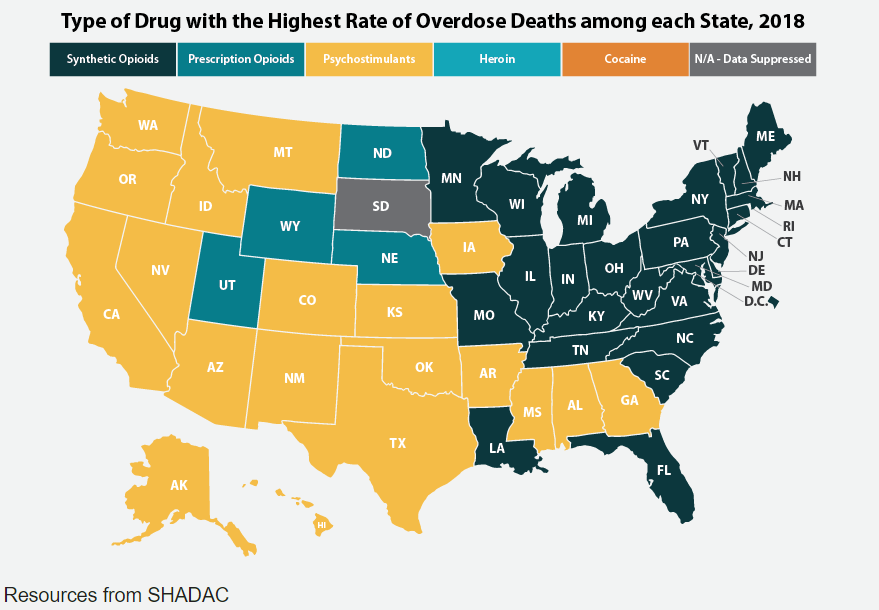 Type of Drug with the Highest Rate of Overdose Deaths among each State, 2018
Synthetic Opioids Prescription Opioids Psychostimulants Heroin Cocaine N/A - Data Suppressed
WA
MT
ND
MN
ME
VT
OR
ID
SD
WI
MI
NY
NH
MA
RI
CT
WY
IA
PA
NJ
DE
MD
D.C.
NV
UT
NE
IL
IN
OH
WV
VA
CA
CO
KS
MO
KY
NC
AZ
NM
OK
AR
TN
SC
MS
AL
GA
TX
LA
FL
AK
HI
Resources from SHADAC